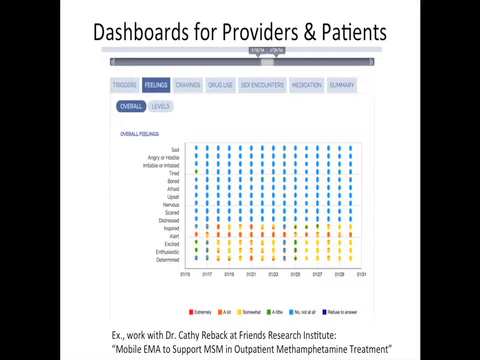 Dashboards for Providers & Patients
TRIGGERS FEELINGS CRAVINGS DRUG USE SEX ENCOUNTERS MEDICATION SUMMARY
OVERALL LEVELS
OVERALL FEELINGS
Sad
Angry or Hostile
Irritable or Irritated
Tired
Bored
Afraid
Upset
Nervous
Scared
Distressed
Inspired
Alert
Excited
Enthusiastic
Determined
01/15 01/17 01/19 01/21 01/23 01/25 01/27 01/29 01/31
Extremely A lot Somewhat A little No, not at all Refuse to answer
Ex., work with Dr. Cathy Reback at Friends Research Institute:
“Mobile EMA to Support MSM in Outpatient Methamphetamine Treatment”